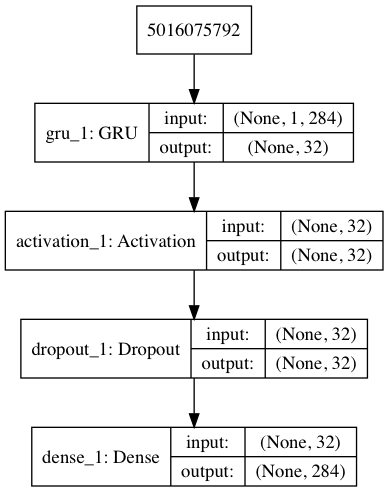 5016075792
gru_1: GRU
input: (None, 1, 284)
output: (None, 32)
activation_1: Activation
input: (None, 32)
output: (None, 32)
dropout_1: Dropout
input: (None, 32)
output: (None, 32)
dense_1: Dense
input: (None, 32)
output: (None, 284)